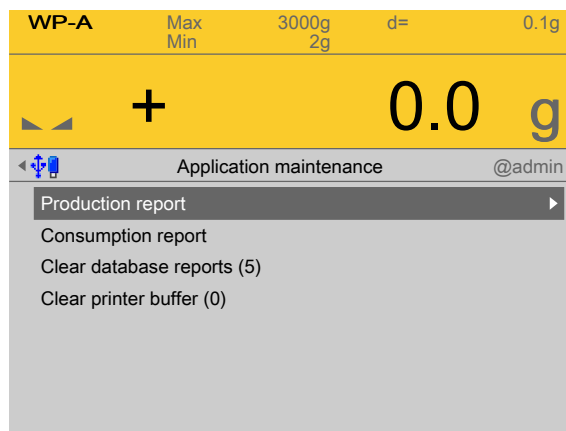 WP-A Max 3000g d= 0.1g
Min 2g
+ 0.0 g
Application maintenance @admin
Production report
Consumption report
Clear database reports (5)
Clear printer buffer (0)